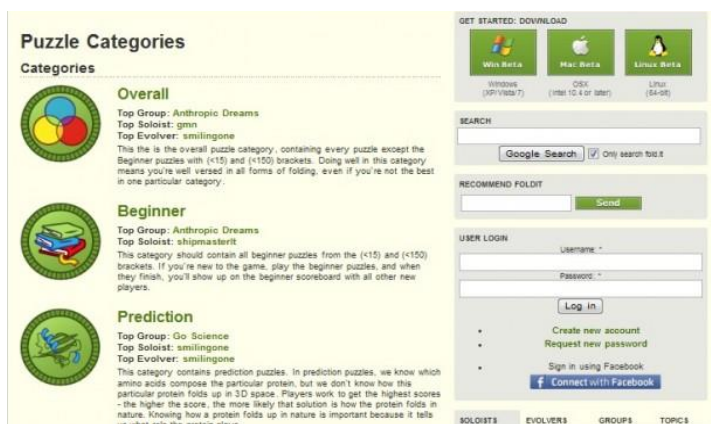 Puzzle Categories
Categories
Overall
Top Group: Anthropic Dreams
Top Soloist: gmn
Top Evolver: smilingone
This the is the overall puzzle category, containing every puzzle except the
Beginner puzzles with (<15) and (<150) brackets. Doing well in this category
means you're well versed in all forms of folding, even if you're not the best
in one particular category.
Beginner
Top Group: Anthropic Dreams
Top Soloist: shipmasterlt
This category should contain all beginner puzzles from the (<15) and (<150)
brackets. If you're new to the game, play the beginner puzzles, and when
they finish, you'll show up on the beginner scoreboard with all other new
players.
Prediction
Top Group: Go Science
Top Soloist: smilingone
Top Evolver: smilingone
This category contains prediction puzzles. In prediction puzzles, we know which
amino acids compose the particular protein, but we don't know how this
particular protein folds up in 3D space. Players work to get the highest scores
- the higher the score, the more likely that solution is how the protein folds in
nature. Knowing how a protein folds up in nature is important because it tells
us what role the protein plays
GET STARTED: DOWNLOAD
Win Beta
Mac Beta
Linux Beta
Windows
(XP/Vista/7)
OSX
(Intel 10.4 or later)
Linux
(64-bit)
SEARCH
Google Search
Only search fold.it
RECOMMEND FOLDIT
Send
USER LOGIN
Username: *
Password: *
Log in
• Create new account
• Request new password
• Sign in using Facebook
f Connect with Facebook
SOLOISTS EVOLVERS GROUPS TOPICS